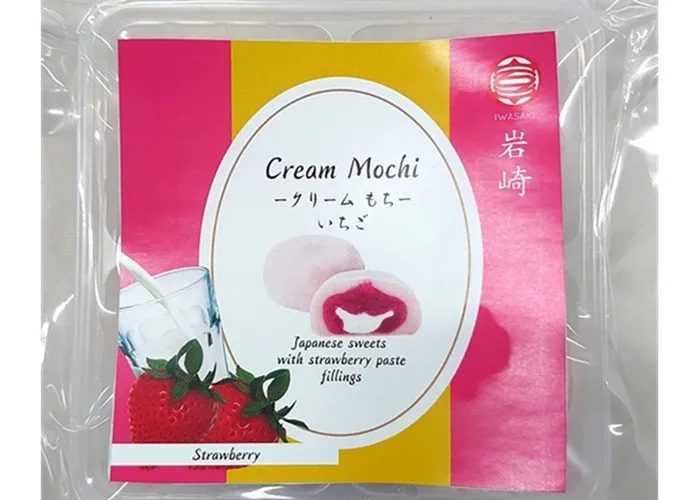 IWASAKI
岩崎
Cream Mochi
ークリーム もちー
いちご
Japanese sweets
with strawberry paste
fillings
Strawberry